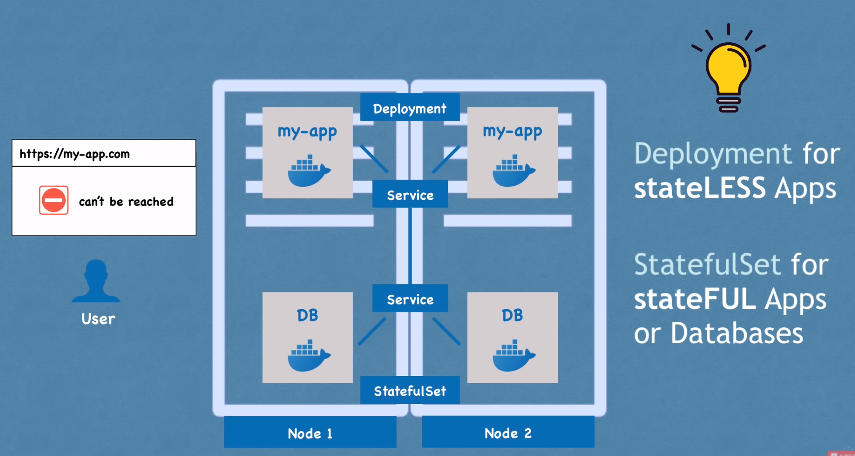 https://my-app.com
can't be reached
User
Deployment
my-app
my-app
Service
Service
DB
DB
StatefulSet
Node 1
Node 2
Deployment for
stateLESS Apps
StatefulSet for
stateFUL Apps
or Databases